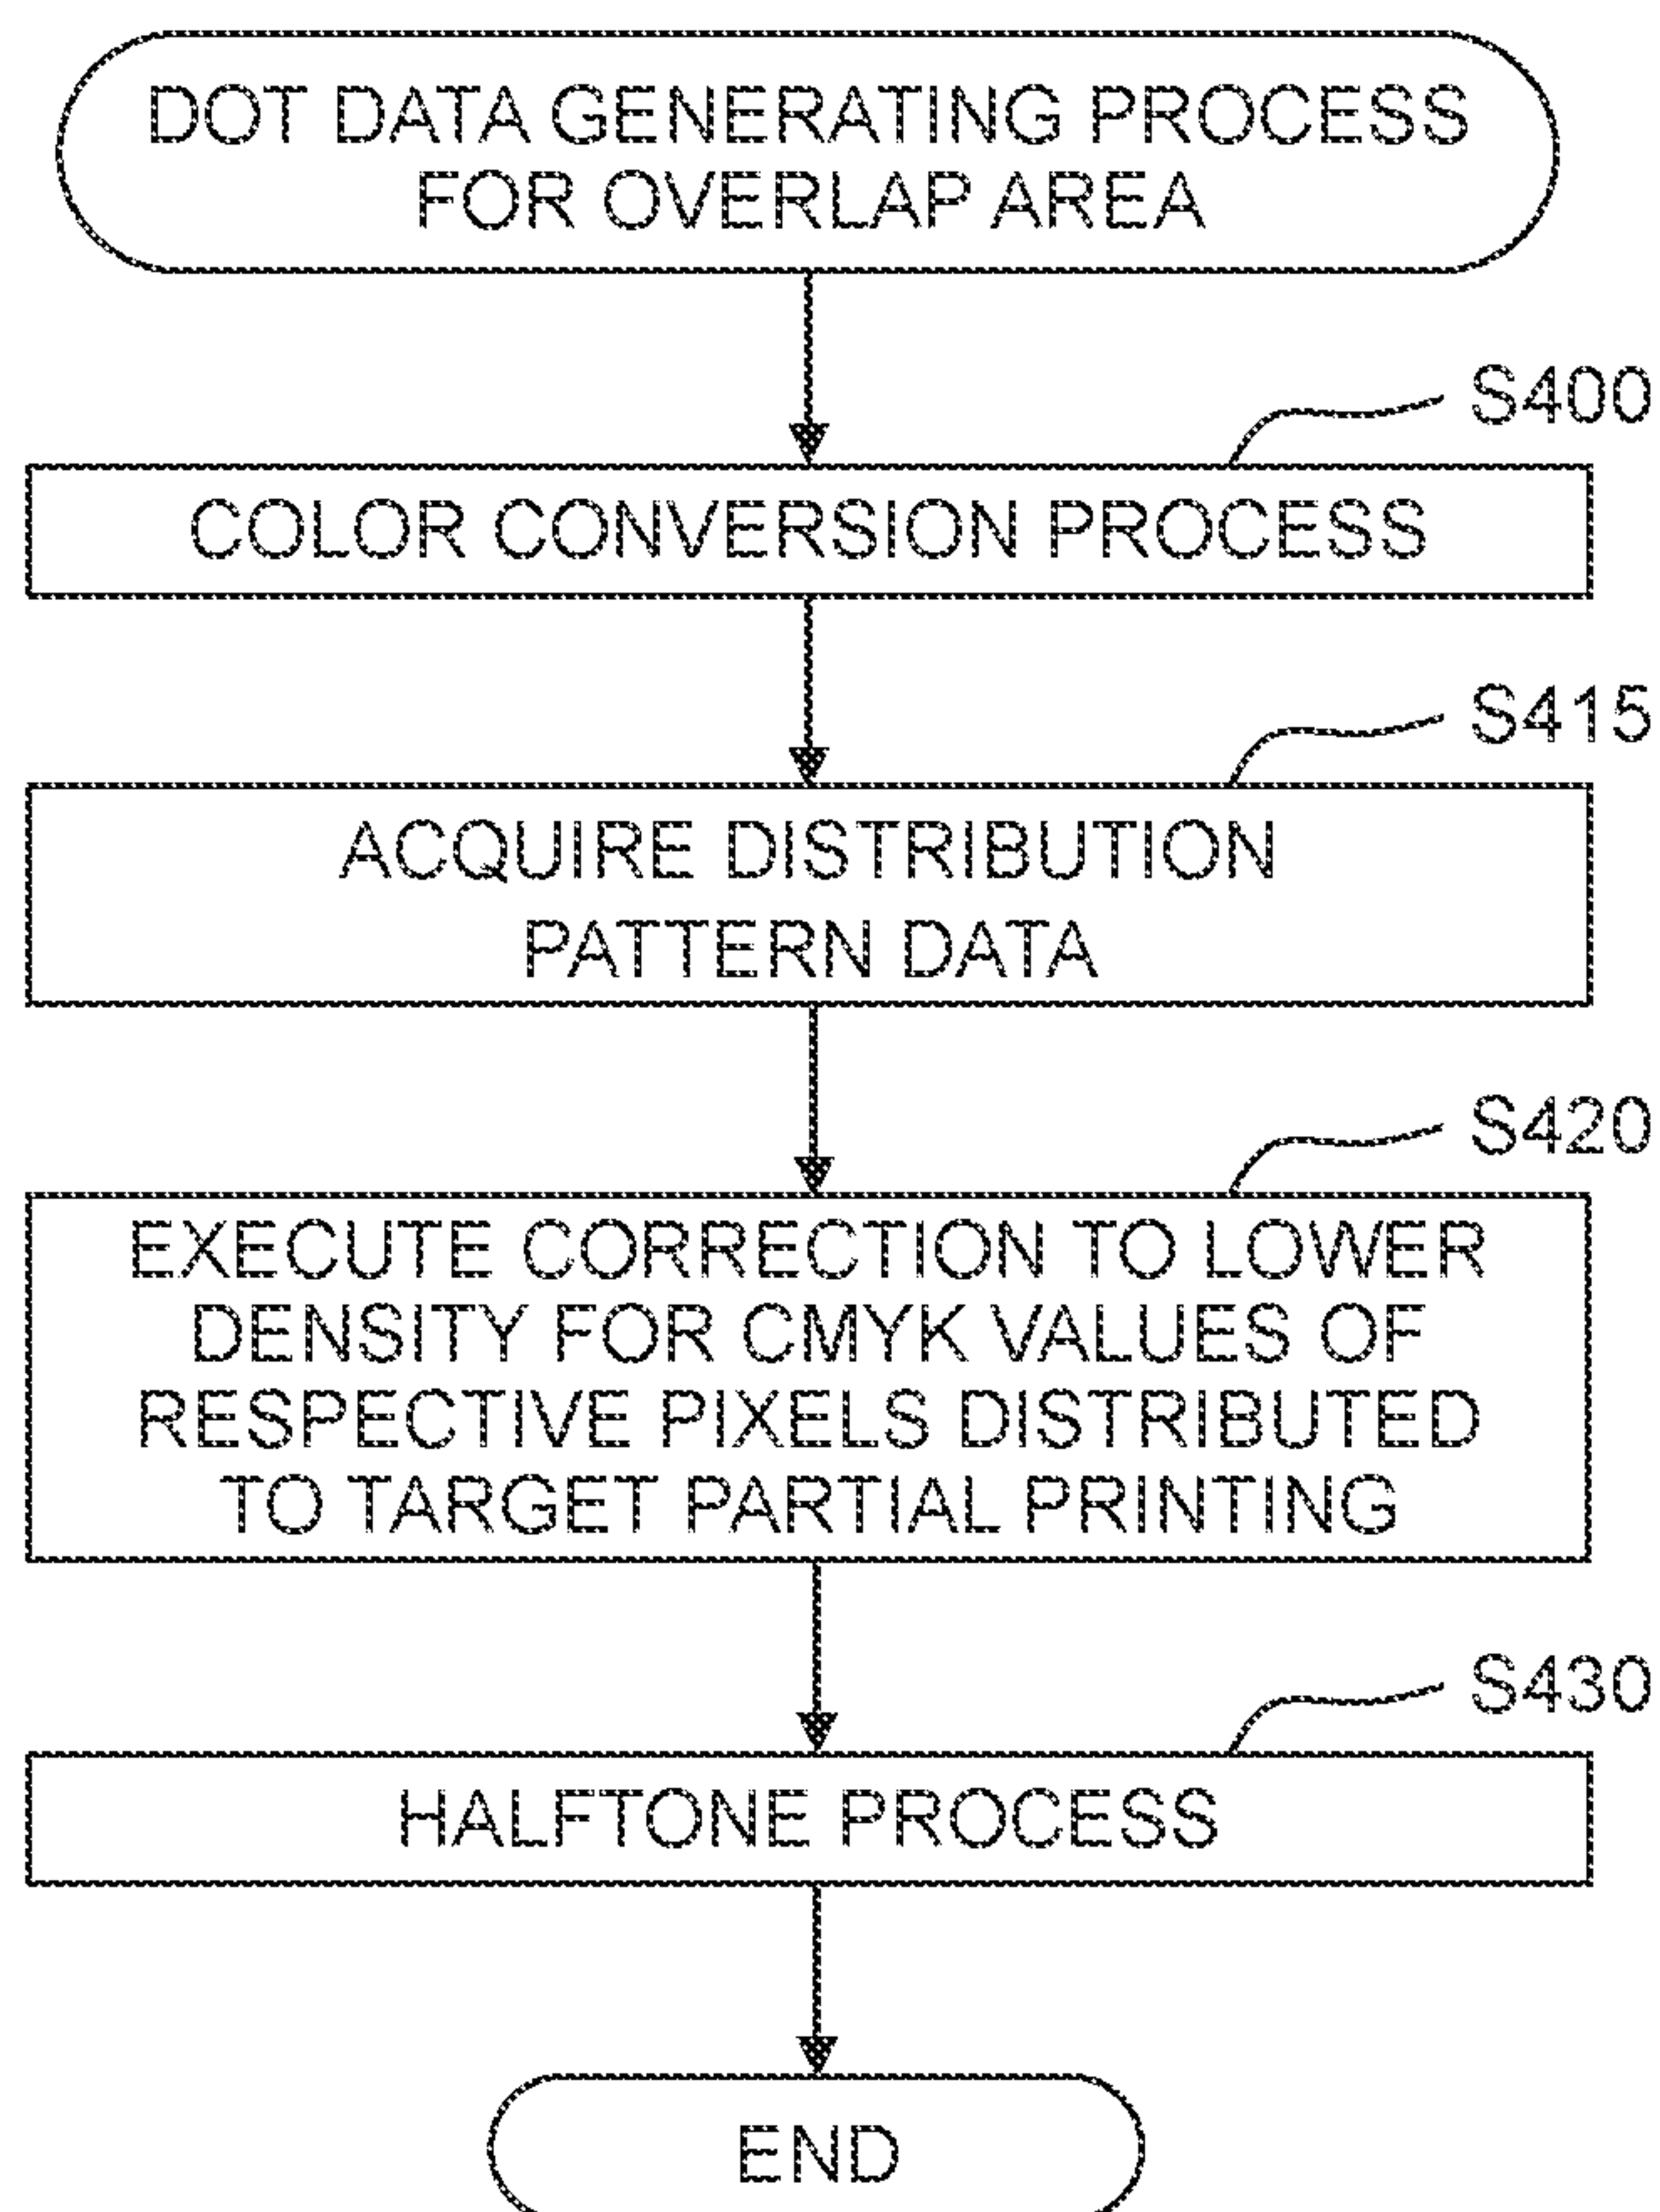 DOT DATA GENERATING PROCESS
FOR OVERLAP AREA
S400
COLOR CONVERSION PROCESS
S415
ACQUIRE DISTRIBUTION
PATTERN DATA
S420
EXECUTE CORRECTION TO LOWER
DENSITY FOR CMYK VALUES OF
RESPECTIVE PIXELS DISTRIBUTED
TO TARGET PARTIAL PRINTING
S430
HALFTONE PROCESS
END